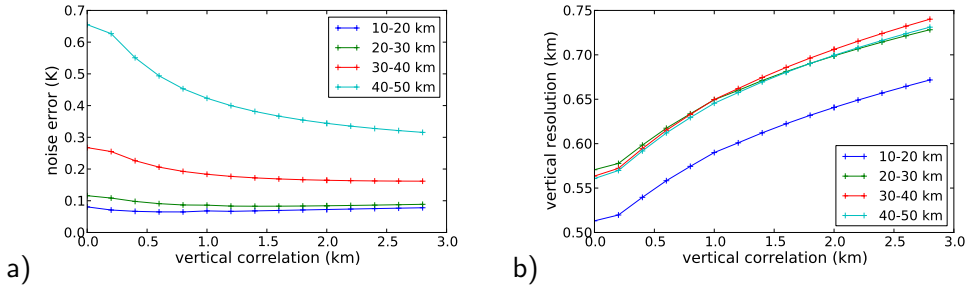 a)
noise error (K)
0.7
0.6
0.5
0.4
0.3
0.2
0.1
0.0
0.0 0.5 1.0 1.5 2.0 2.5 3.0
vertical correlation (km)
10-20 km
20-30 km
30-40 km
40-50 km
b)
vertical resolution (km)
0.75
0.70
0.65
0.60
0.55
0.50
0.0 0.5 1.0 1.5 2.0 2.5 3.0
vertical correlation (km)
10-20 km
20-30 km
30-40 km
40-50 km